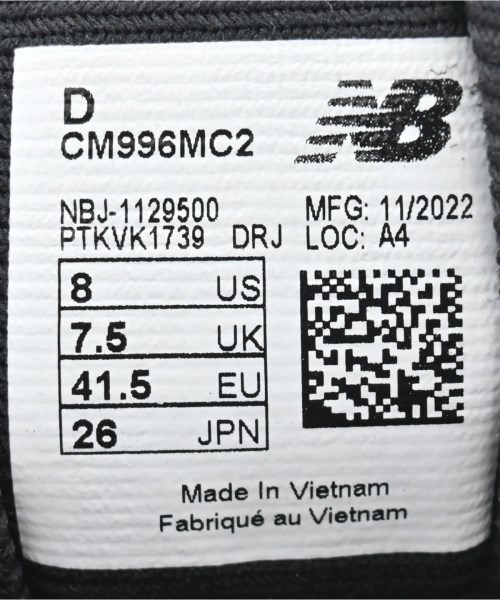 D
CM996MC2
NB
NBJ-1129500 MFG: 11/2022
PTKVK1739 DRJ LOC: A4
8 US
7.5 UK
41.5 EU
26 JPN
Made In Vietnam
Fabriqué au Vietnam